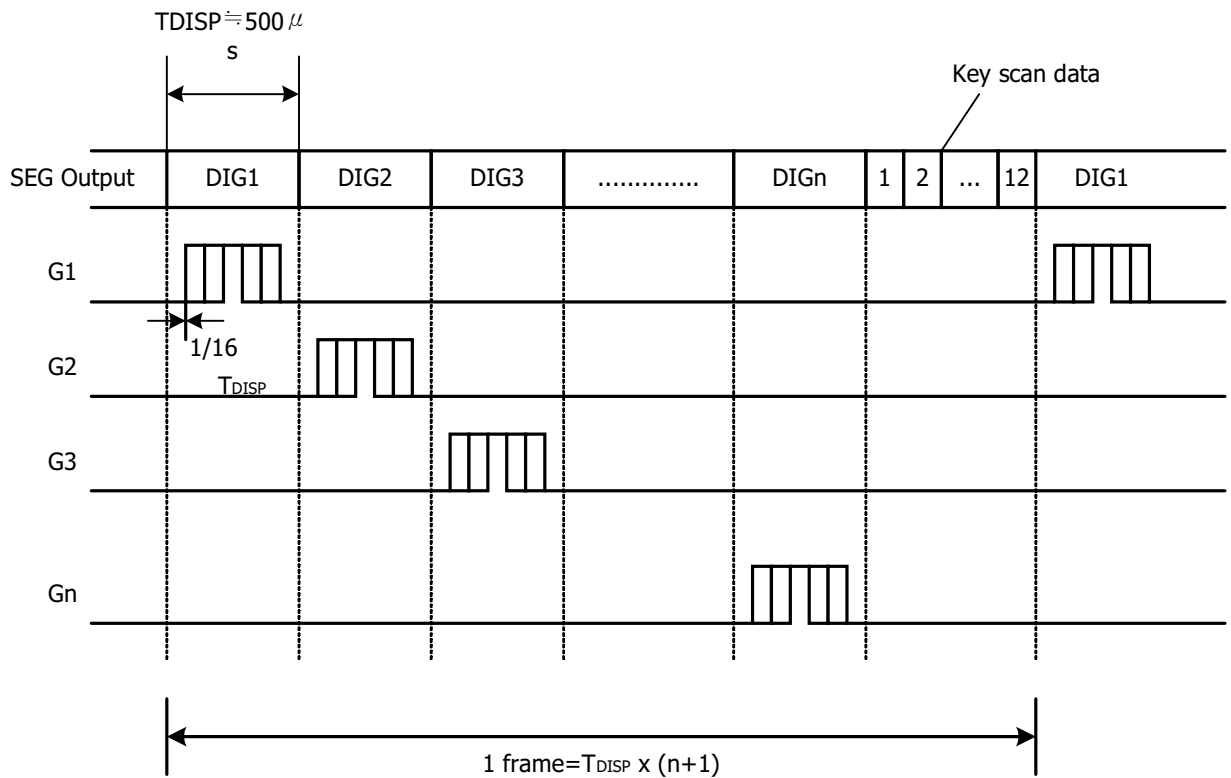 TDISP≒500μ
s
Key scan data
SEG Output DIG1 DIG2 DIG3 .............. DIGn 1 2 ... 12 DIG1
G1
1/16
G2
TDISP
G3
Gn
1 frame=TDISP x (n+1)